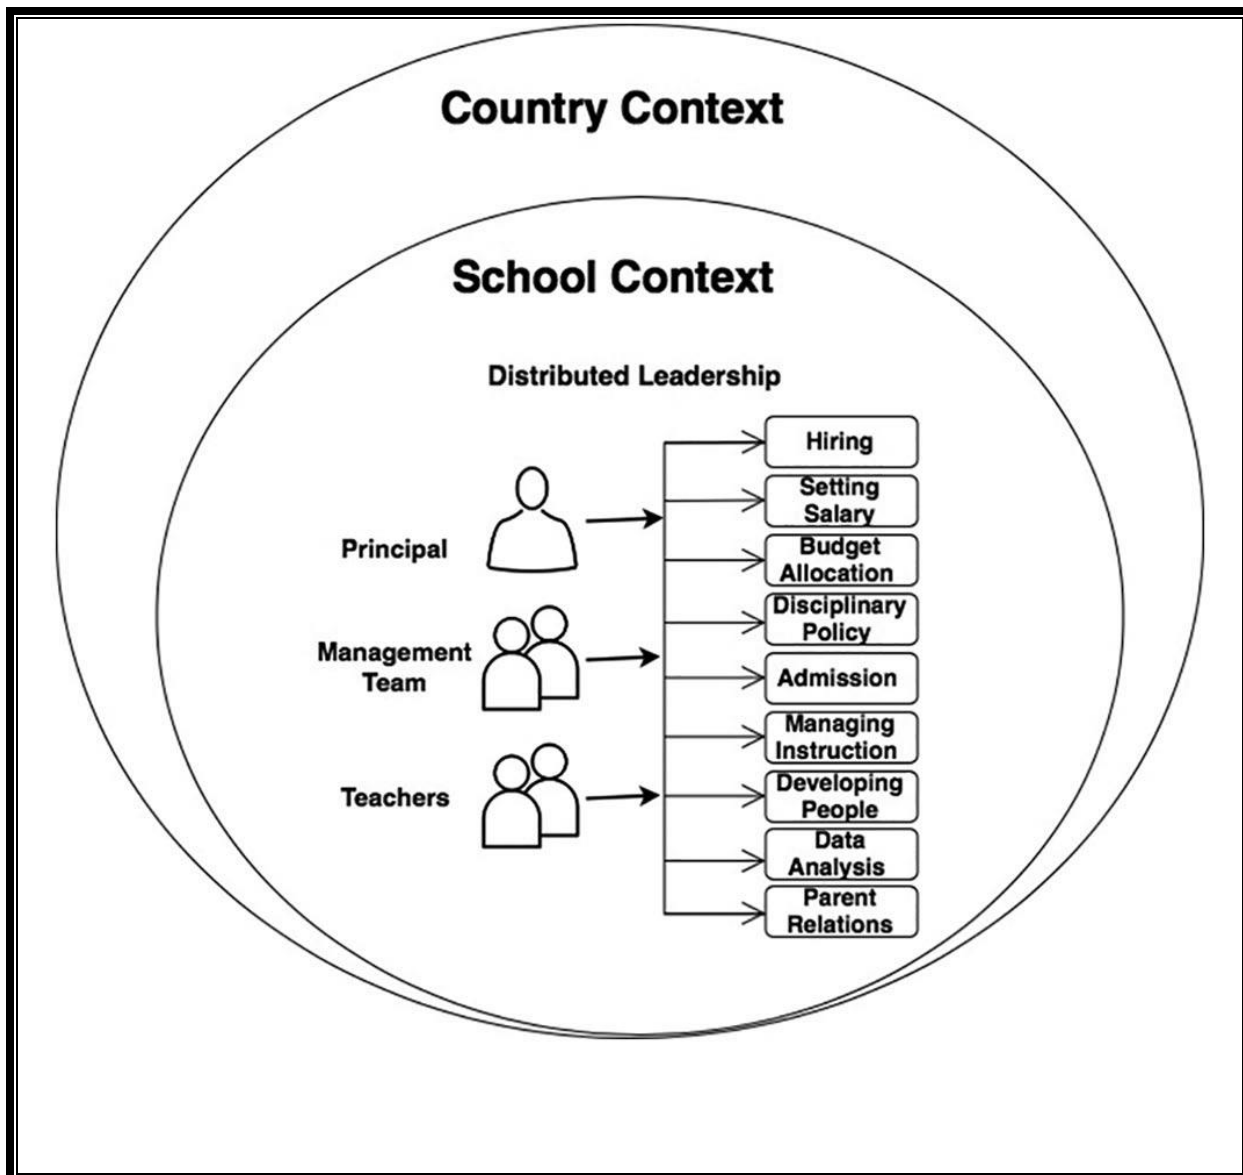 Country Context
School Context
Distributed Leadership
Principal
Management
Team
Teachers
Hiring
Setting
Salary
Budget
Allocation
Disciplinary
Policy
Admission
Managing
Instruction
Developing
People
Data
Analysis
Parent
Relations